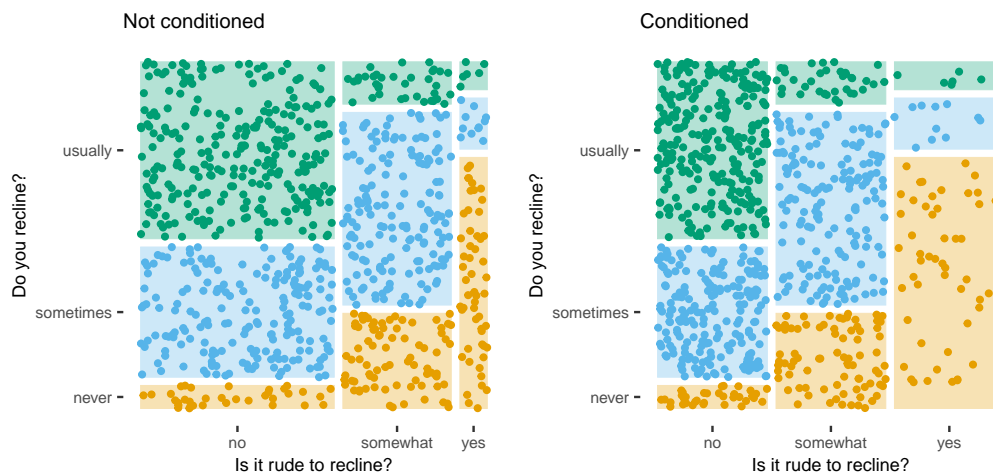 Not conditioned
Do you recline?
usually
sometimes
never
no
somewhat
yes
Is it rude to recline?
Conditioned
Do you recline?
usually
sometimes
never
no
somewhat
yes
Is it rude to recline?